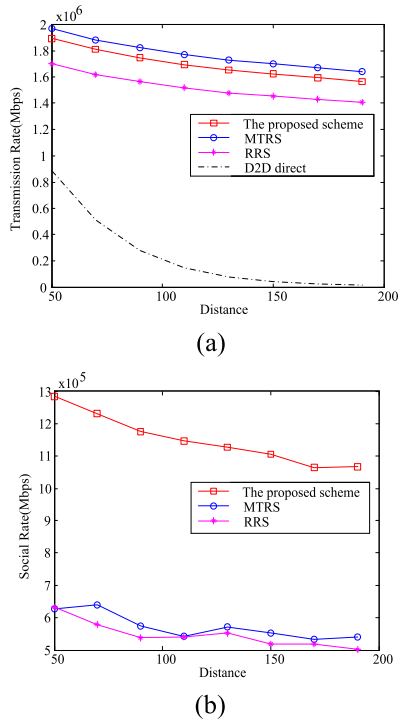 ×10^6
2
1.8
1.6
1.4
1.2
1
0.8
0.6
0.4
0.2
0
Transmission Rate(Mbps)
The proposed scheme
MTRS
RRS
D2D direct
50 100 150 200
Distance
(a)
×10^5
13
12
11
10
9
8
7
6
5
Social Rate(Mbps)
The proposed scheme
MTRS
RRS
50 100 150 200
Distance
(b)